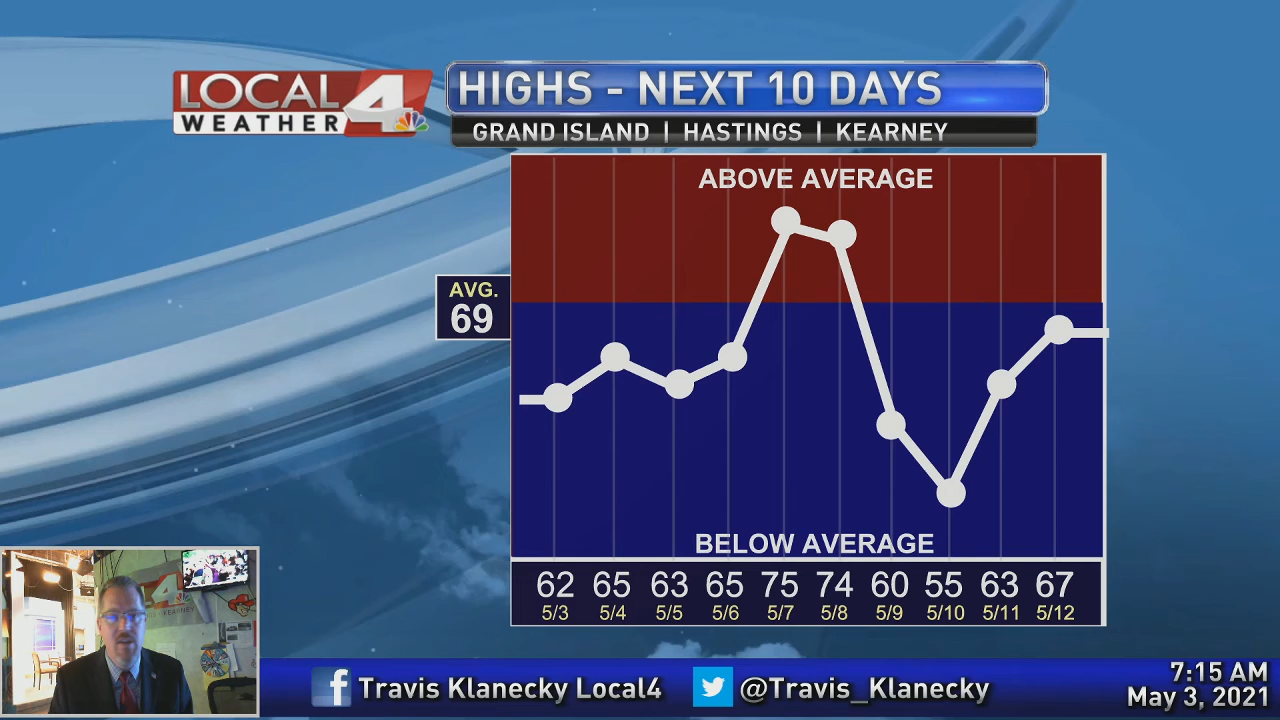 LOCAL 4
WEATHER
HIGHS - NEXT 10 DAYS
GRAND ISLAND | HASTINGS | KEARNEY
ABOVE AVERAGE
AVG.
69
BELOW AVERAGE
62 65 63 65 75 74 60 55 63 67
5/3 5/4 5/5 5/6 5/7 5/8 5/9 5/10 5/11 5/12
KEARNEY
f Travis Klanecky Local4 @Travis_Klanecky
7:15 AM
May 3, 2021